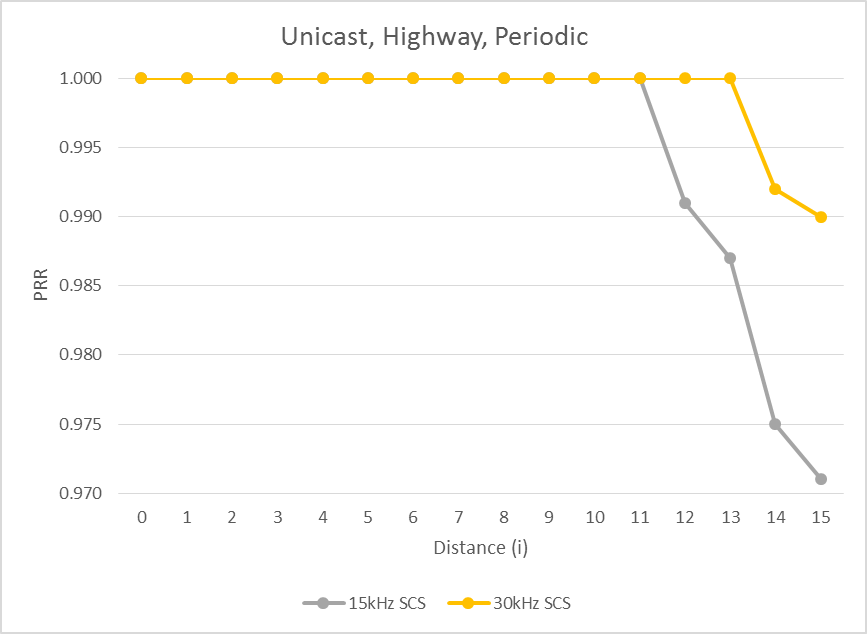 Unicast, Highway, Periodic
1.000
0.995
0.990
0.985
0.980
0.975
0.970
PRR
0 1 2 3 4 5 6 7 8 9 10 11 12 13 14 15
Distance (i)
15kHz SCS 30kHz SCS